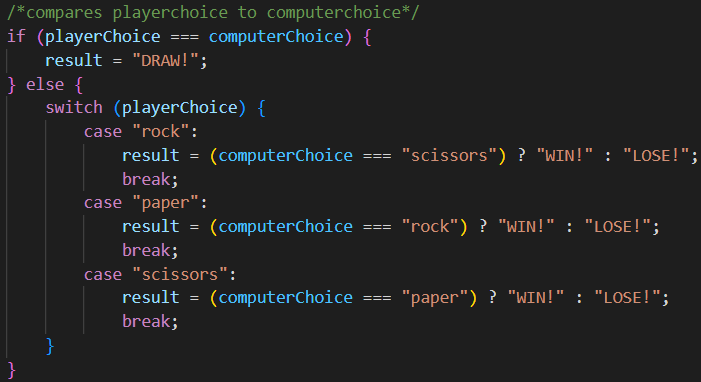 /*compares playerchoice to computerchoice*/
if (playerChoice === computerChoice) {
    result = "DRAW!";
} else {
    switch (playerChoice) {
        case "rock":
            result = (computerChoice === "scissors") ? "WIN!" : "LOSE!";
            break;
        case "paper":
            result = (computerChoice === "rock") ? "WIN!" : "LOSE!";
            break;
        case "scissors":
            result = (computerChoice === "paper") ? "WIN!" : "LOSE!";
            break;
    }
}